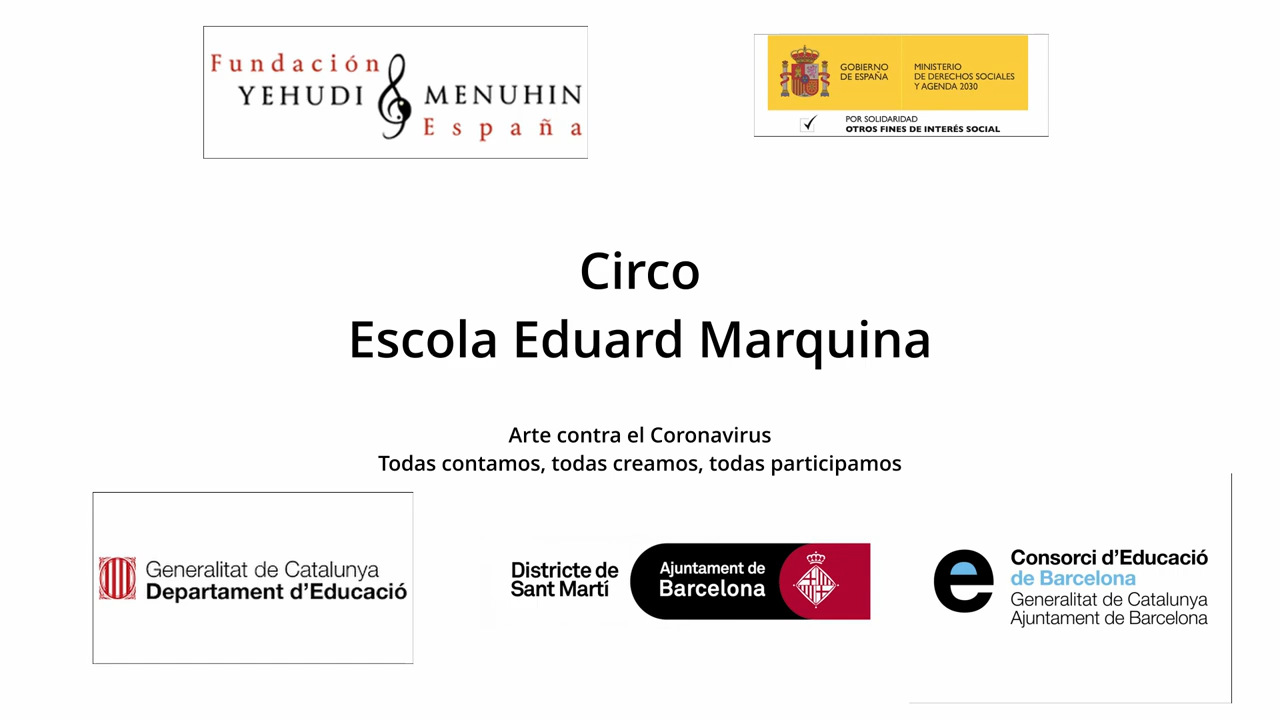 Fundación
YEHUDI MENUHIN
España
GOBIERNO
DE ESPAÑA
MINISTERIO
DE DERECHOS SOCIALES
Y AGENDA 2030
POR SOLIDARIDAD
OTROS FINES DE INTERÉS SOCIAL
Circo
Escola Eduard Marquina
Arte contra el Coronavirus
Todas contamos, todas creamos, todas participamos
Generalitat de Catalunya
Departament d'Educació
Districte de
Sant Martí
Ajuntament de
Barcelona
e
Consorci d'Educació
de Barcelona
Generalitat de Catalunya
Ajuntament de Barcelona